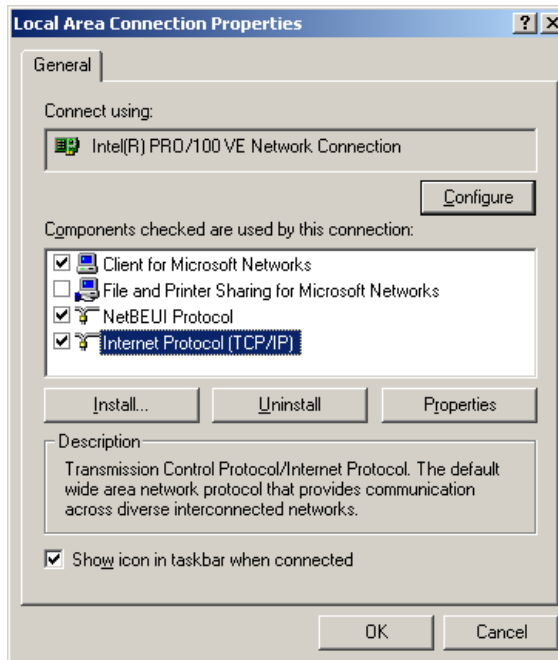 Local Area Connection Properties
General
Connect using:
Intel(R) PRO/100 VE Network Connection
Configure
Components checked are used by this connection:
Client for Microsoft Networks
File and Printer Sharing for Microsoft Networks
NetBEUI Protocol
Internet Protocol (TCP/IP)
Install... Uninstall Properties
Description
Transmission Control Protocol/Internet Protocol. The default
wide area network protocol that provides communication
across diverse interconnected networks.
Show icon in taskbar when connected
OK Cancel